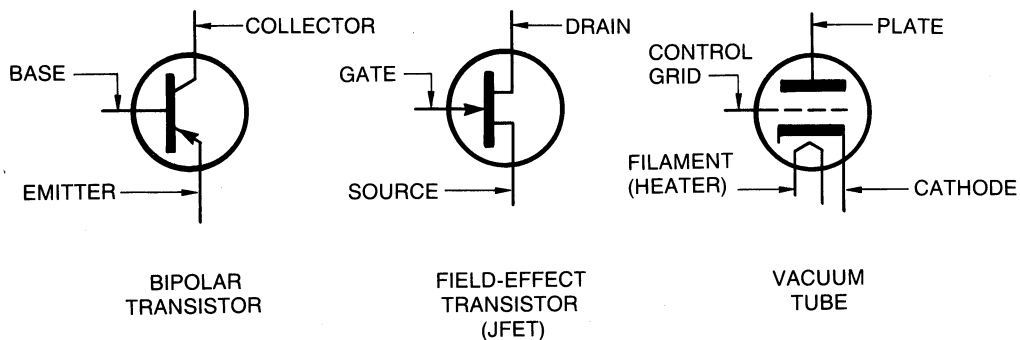 COLLECTOR
BASE
EMITTER
BIPOLAR
TRANSISTOR
DRAIN
GATE
SOURCE
FIELD-EFFECT
TRANSISTOR
(JFET)
PLATE
CONTROL
GRID
FILAMENT
(HEATER)
CATHODE
VACUUM
TUBE